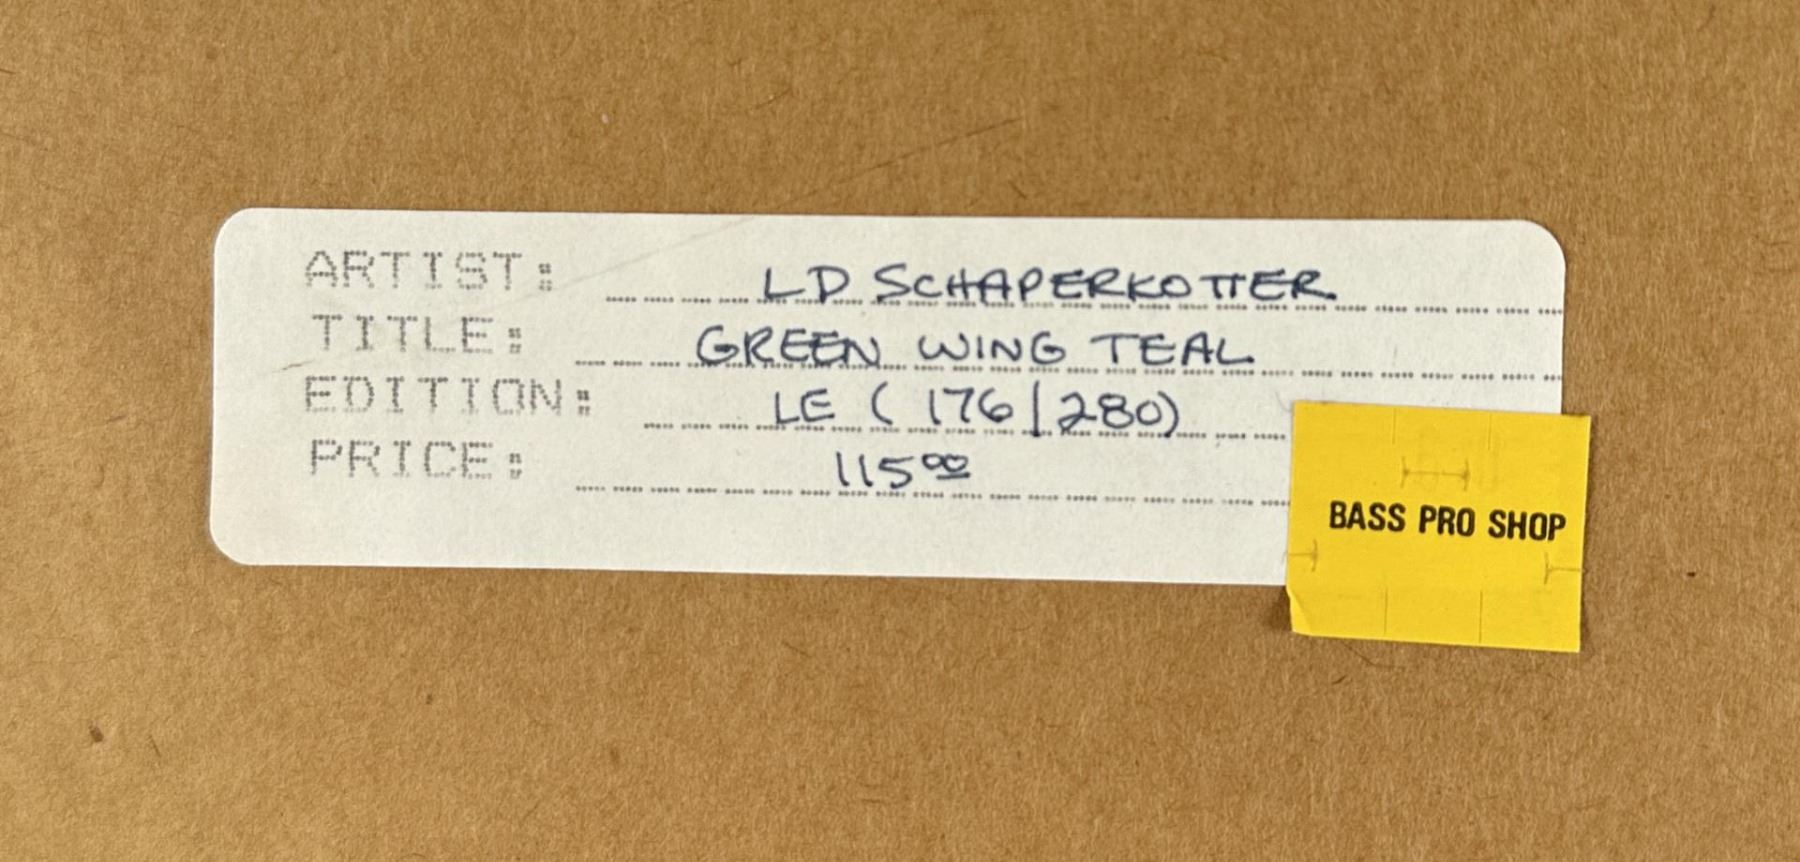 ARTIST: LD SCHAPERKOTTER
TITLE: GREEN WING TEAL
EDITION: LE (176/280)
PRICE: 115⁰⁰
BASS PRO SHOP